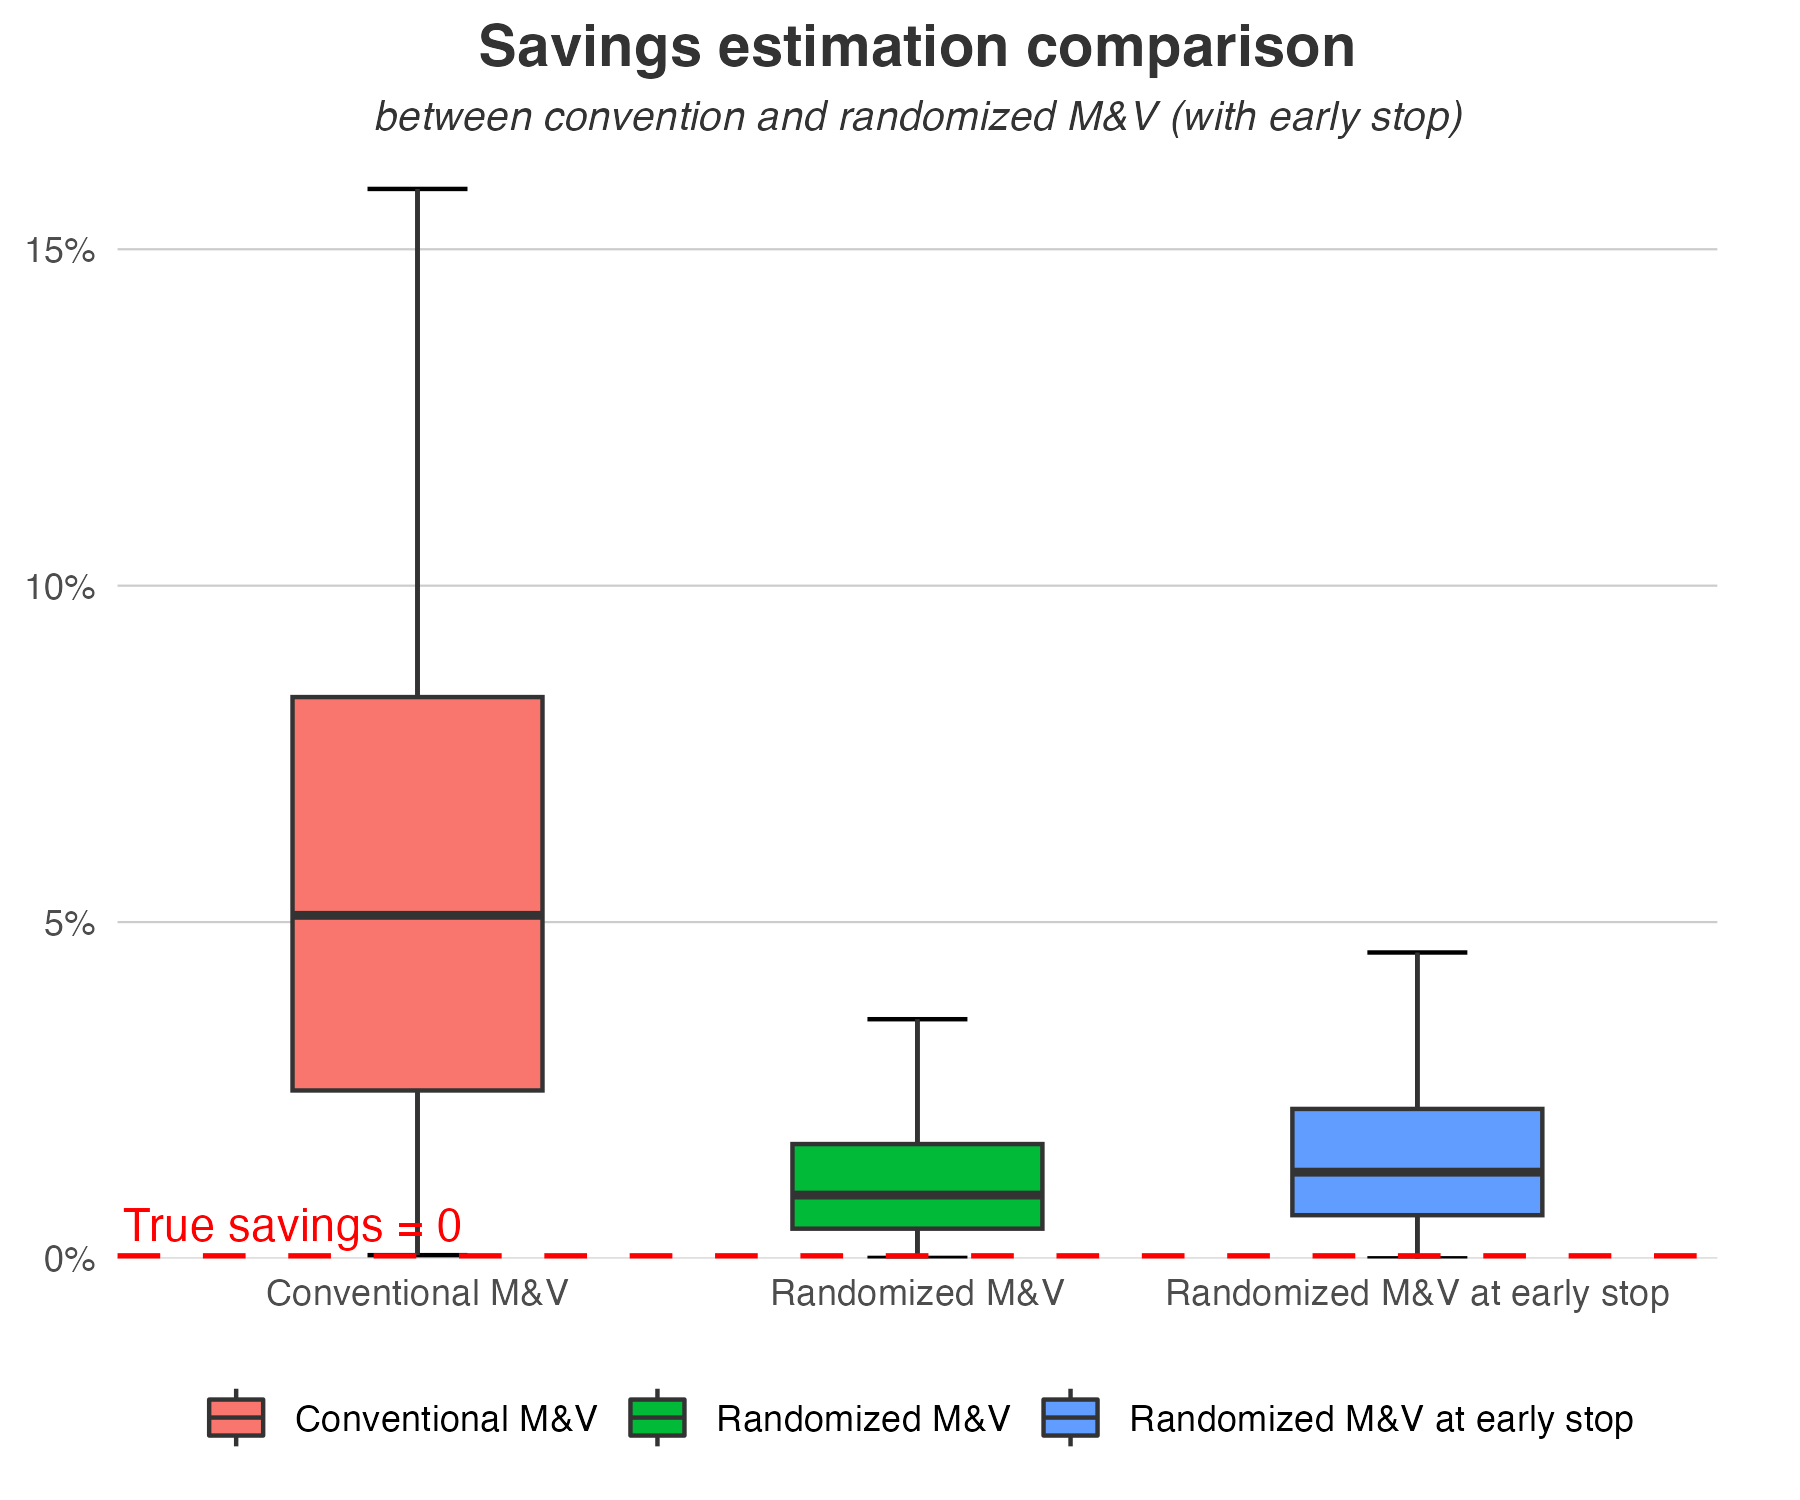 Savings estimation comparison
between convention and randomized M&V (with early stop)
15%
10%
5%
True savings = 0
0%
Conventional M&V Randomized M&V Randomized M&V at early stop
Conventional M&V Randomized M&V Randomized M&V at early stop